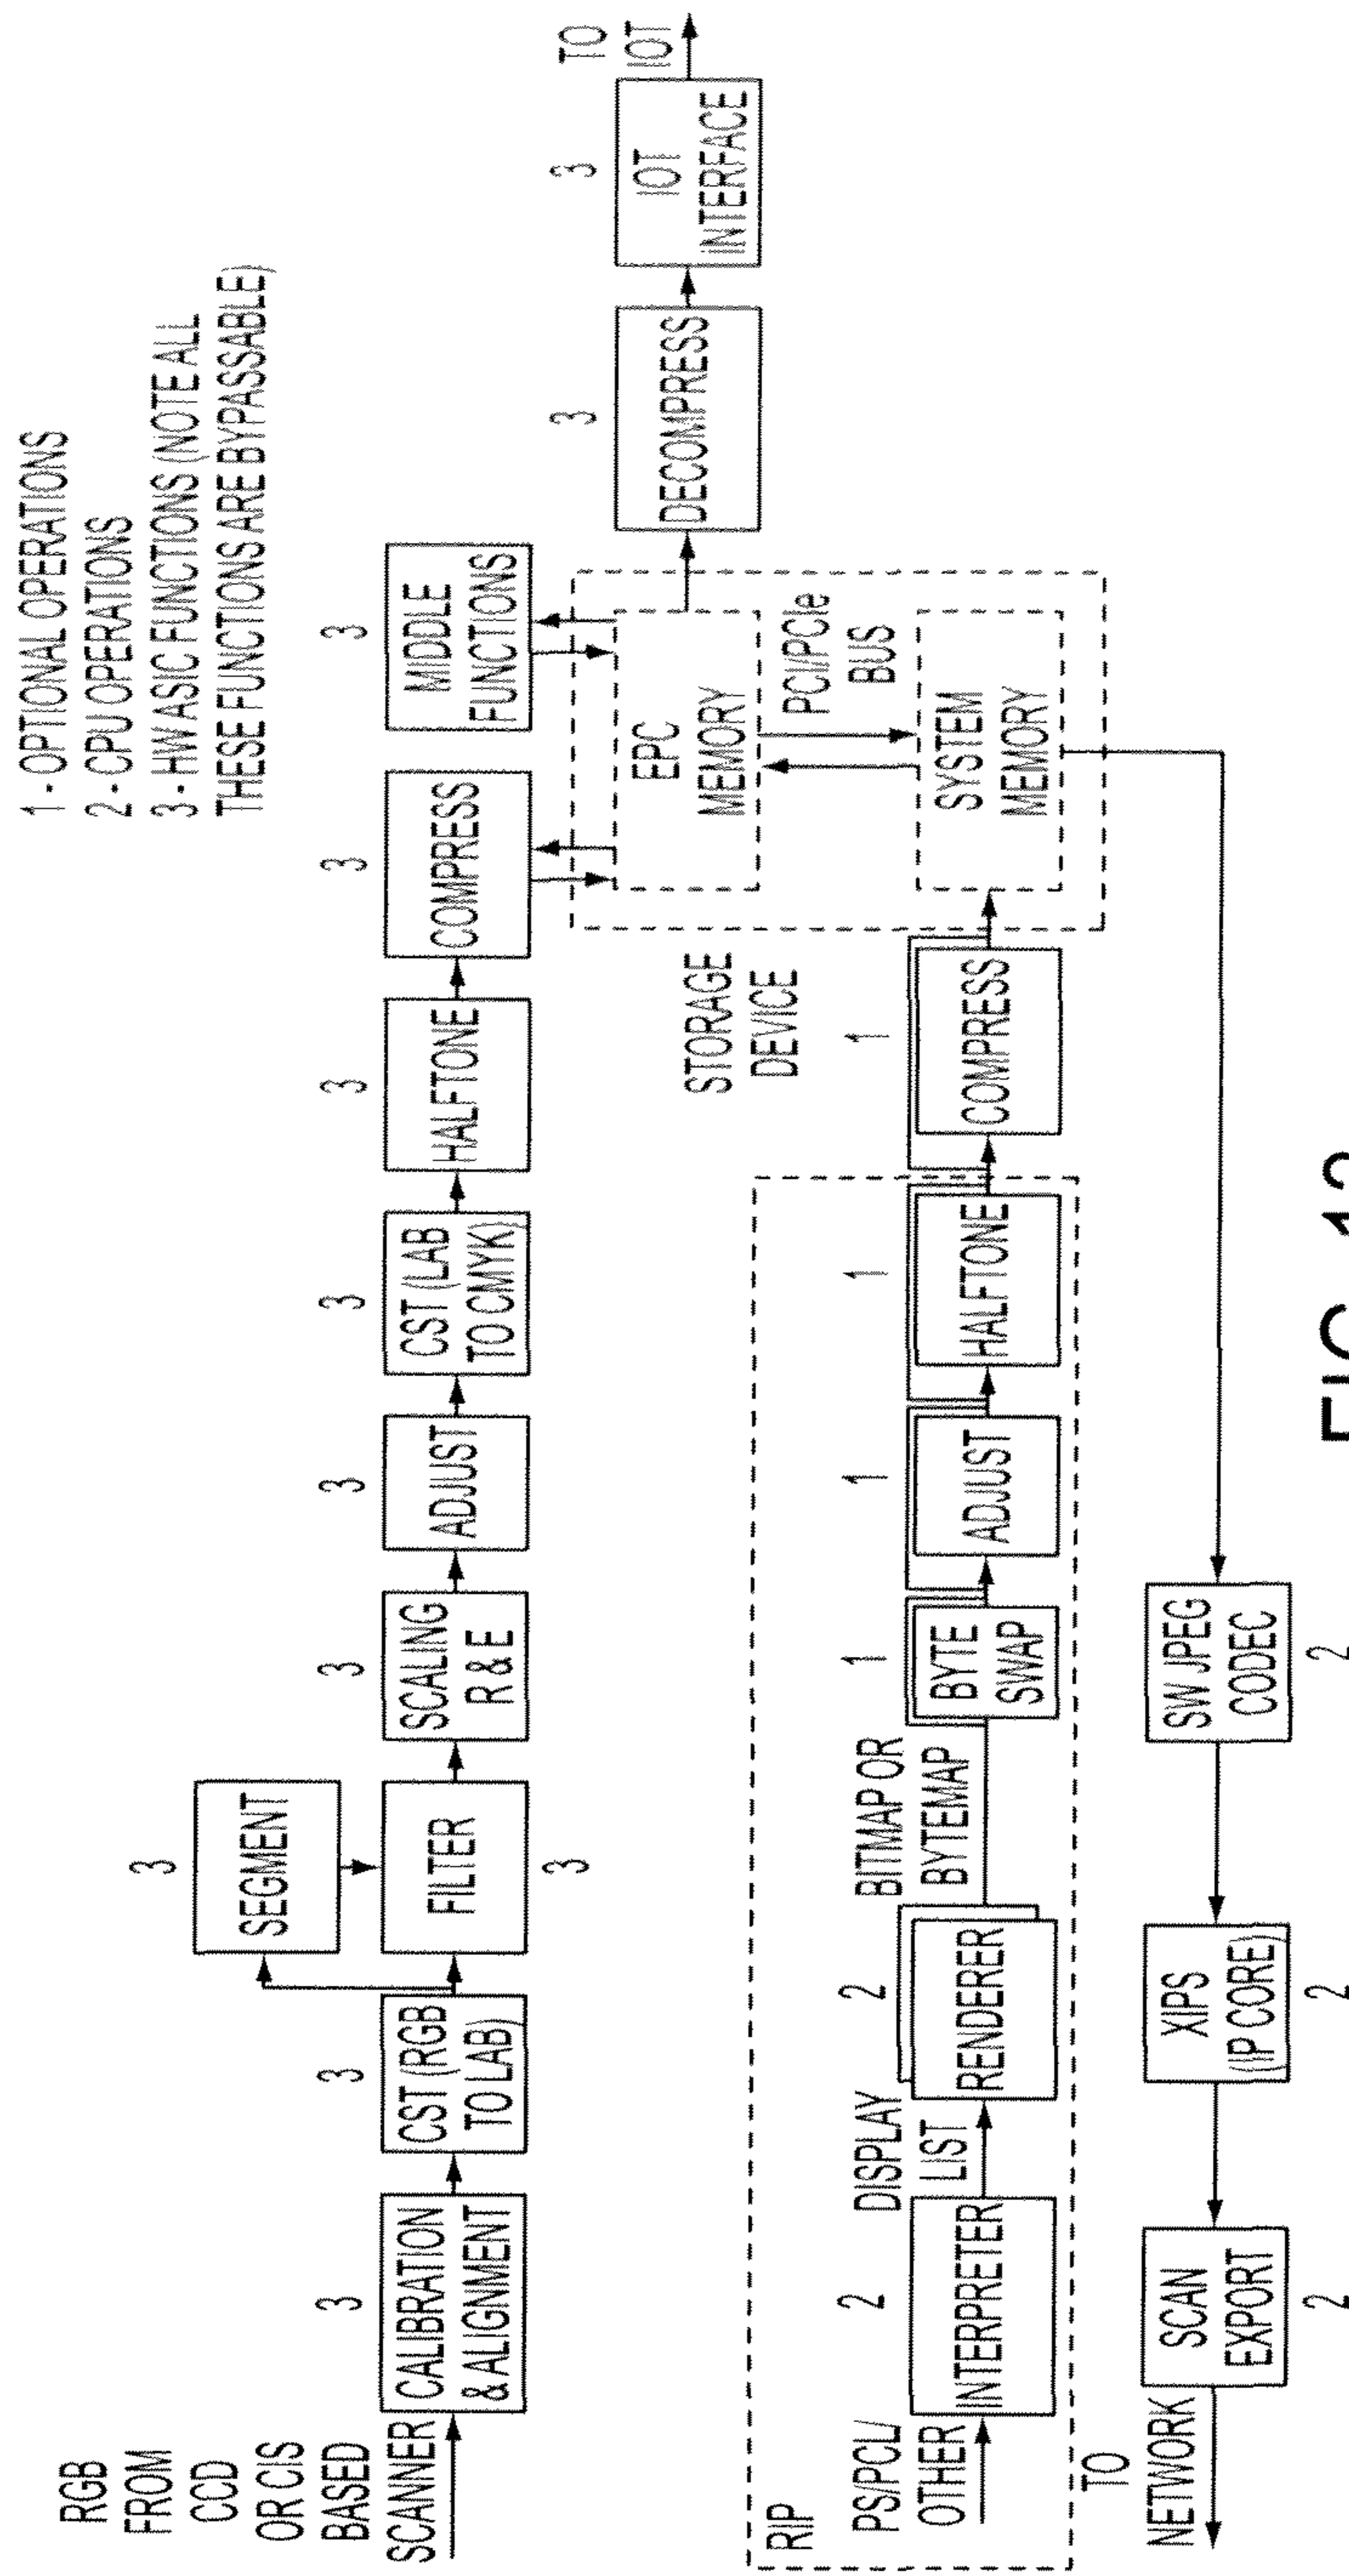 1 - OPTIONAL OPERATIONS
2 - CPU OPERATIONS
3 - HW ASIC FUNCTIONS (NOTE ALL
THESE FUNCTIONS ARE BYPASSABLE)
RGB
FROM
CCD
OR CIS
BASED
SCANNER
3
CALIBRATION
& ALIGNMENT
3
CST (RGB
TO LAB)
3
SEGMENT
FILTER
3
3
SCALING
R & E
3
ADJUST
3
CST (LAB
TO CMYK)
3
HALFTONE
3
COMPRESS
3
MIDDLE
FUNCTIONS
EPC
MEMORY
PCI/PCIe
BUS
SYSTEM
MEMORY
STORAGE
DEVICE
3
DECOMPRESS
3
IOT
INTERFACE
TO
IOT
RIP
PS/PCL/
OTHER
2
INTERPRETER
DISPLAY
LIST
2
RENDERER
BITMAP OR
BYTEMAP
1
BYTE
SWAP
1
ADJUST
1
HALFTONE
1
COMPRESS
TO
NETWORK
SCAN
EXPORT
2
XIPS
(IP CORE)
2
SW JPEG
CODEC
2
FIG.